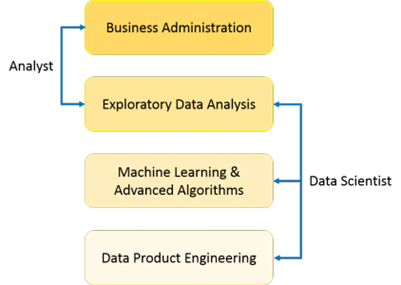 Business Administration
Analyst
Exploratory Data Analysis
Machine Learning &
Advanced Algorithms
Data Scientist
Data Product Engineering